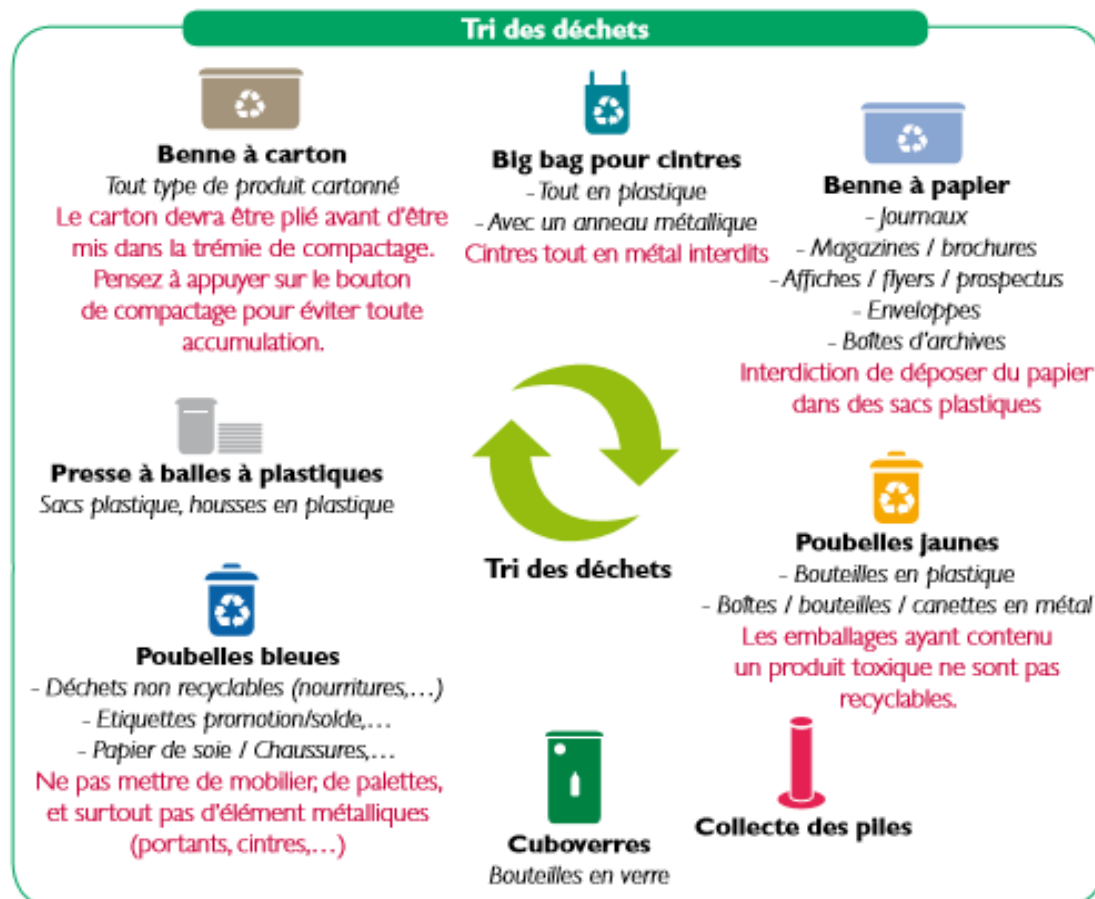 Tri des déchets
Benne à carton
Tout type de produit cartonné
Le carton devra être plié avant d'être
mis dans la trémie de compactage.
Pensez à appuyer sur le bouton
de compactage pour éviter toute
accumulation.
Big bag pour cintres
- Tout en plastique
- Avec un anneau métallique
Cintres tout en métal interdits
Benne à papier
- Journaux
- Magazines / brochures
- Affiches / flyers / prospectus
- Enveloppes
- Boîtes d'archives
Interdiction de déposer du papier
dans des sacs plastiques
Presse à balles à plastiques
Sacs plastique, housses en plastique
Tri des déchets
Poubelles jaunes
- Bouteilles en plastique
- Boîtes / bouteilles / canettes en métal
Les emballages ayant contenu
un produit toxique ne sont pas
recyclables.
Poubelles bleues
- Déchets non recyclables (nourritures,...)
- Etiquettes promotion/solde,...
- Papier de soie / Chaussures,...
Ne pas mettre de mobilier, de palettes,
et surtout pas d'élément métalliques
(portants, cintres,...)
Cuboverres
Bouteilles en verre
Collecte des piles